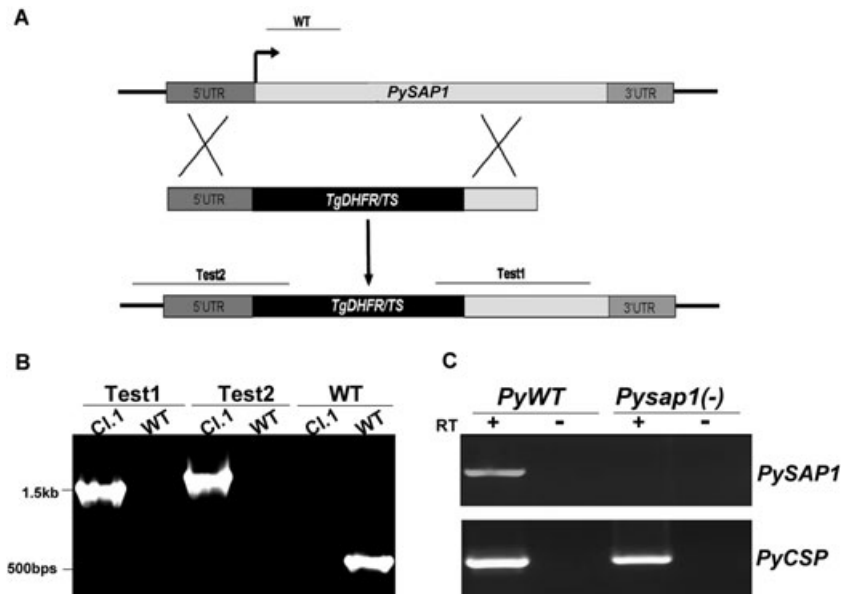 A
WT
5'UTR PySAP1 3'UTR
5'UTR TgDHFR/TS
Test2 Test1
5'UTR TgDHFR/TS 3'UTR
B
Test1 Test2 WT
Cl.1 WT Cl.1 WT Cl.1 WT
1.5kb
500bps
C
PyWT Pysap1(-)
RT + - + -
PySAP1
PyCSP